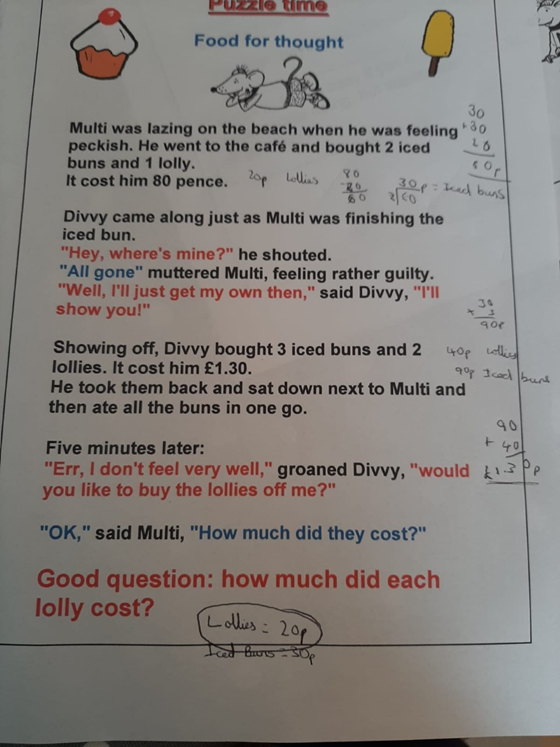 Puzzle time
Food for thought
Multi was lazing on the beach when he was feeling
peckish. He went to the café and bought 2 iced
buns and 1 lolly.
It cost him 80 pence.
30
+30
20
80p
20p Lollies
80
20
60
30p = Iced buns
2)60
Divvy came along just as Multi was finishing the
iced bun.
"Hey, where's mine?" he shouted.
"All gone" muttered Multi, feeling rather guilty.
"Well, I'll just get my own then," said Divvy, "I'll
show you!"
30
× 3
90p
Showing off, Divvy bought 3 iced buns and 2
lollies. It cost him £1.30.
He took them back and sat down next to Multi and
then ate all the buns in one go.
40p Lollies
90p Iced buns
90
+ 40
£1.30p
Five minutes later:
"Err, I don't feel very well," groaned Divvy, "would
you like to buy the lollies off me?"
"OK," said Multi, "How much did they cost?"
Good question: how much did each
lolly cost?
Lollies = 20p
Iced Buns = 30p